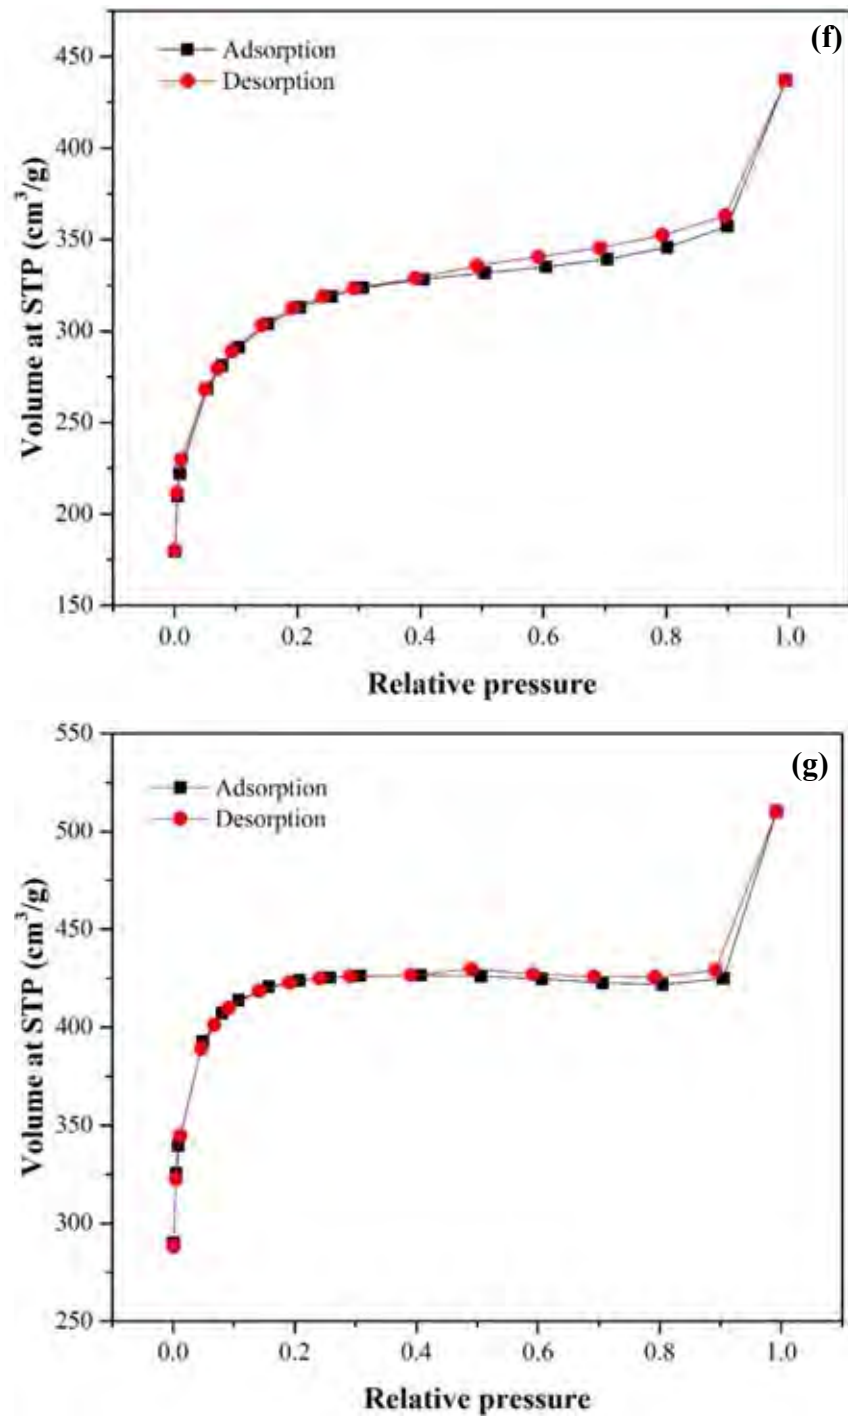 (f)
Adsorption
Desorption
450
400
350
300
250
200
150
Volume at STP (cm³/g)
0.0 0.2 0.4 0.6 0.8 1.0
Relative pressure
(g)
Adsorption
Desorption
550
500
450
400
350
300
250
Volume at STP (cm³/g)
0.0 0.2 0.4 0.6 0.8 1.0
Relative pressure